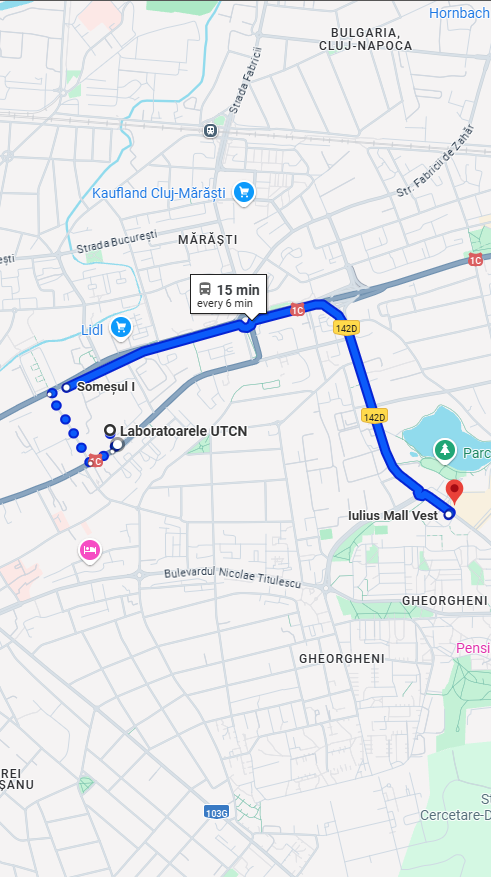 Hornbach
BULGARIA,
CLUJ-NAPOCA
Strada Fabricii
Str. Fabricii de Zahăr
Kaufland Cluj-Mărăști
Strada București
MĂRĂȘTI
ești
1C
15 min
every 6 min
1C
142D
Lidl
Someșul I
142D
Laboratoarele UTCN
Parc
1C
Iulius Mall Vest
Bulevardul Nicolae Titulescu
GHEORGHENI
GHEORGHENI
Pensi
REI
ȘANU
St
103G
Cercetare-D